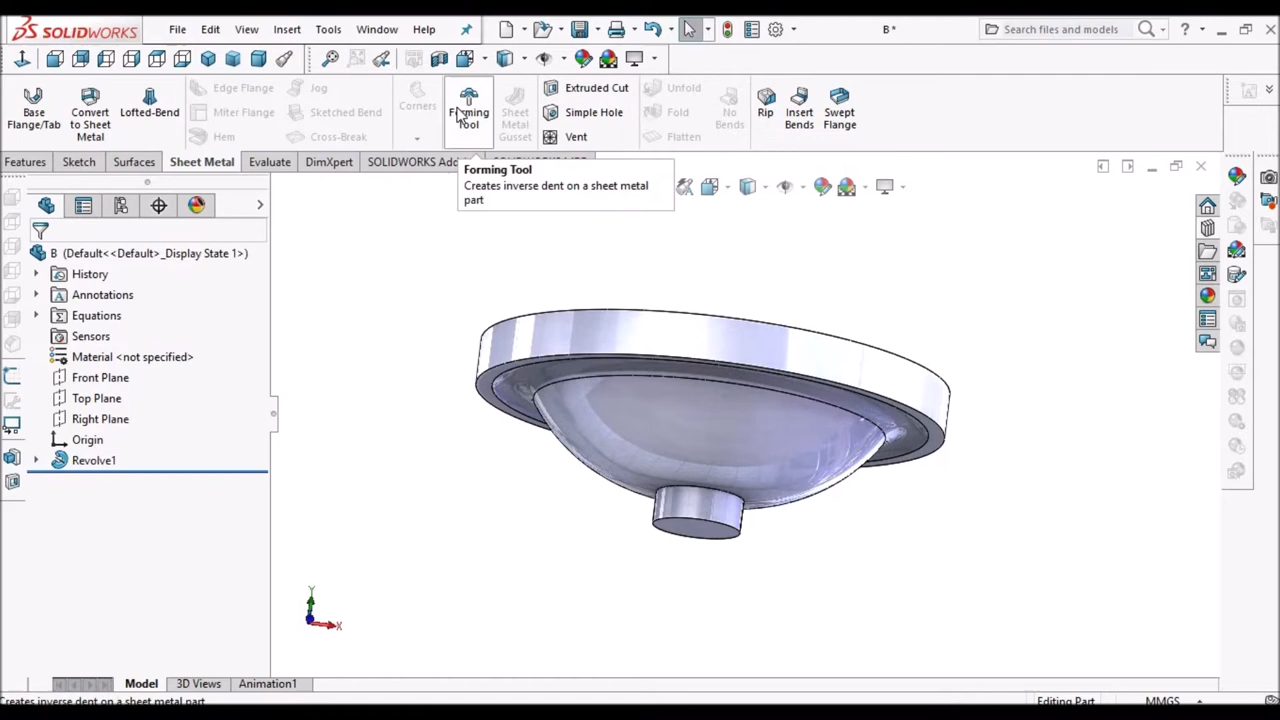 SOLIDWORKS
File Edit View Insert Tools Window Help
B *
Search files and models
Base Flange/Tab
Convert to Sheet Metal
Lofted-Bend
Edge Flange
Miter Flange
Hem
Jog
Sketched Bend
Cross-Break
Corners
Forming Tool
Sheet Metal Gusset
Extruded Cut
Simple Hole
Vent
Unfold
Fold
Flatten
No Bends
Rip
Insert Bends
Swept Flange
Features Sketch Surfaces Sheet Metal Evaluate DimXpert SOLIDWORKS Add
Forming Tool
Creates inverse dent on a sheet metal
part
B (Default<<Default>_Display State 1>)
History
Annotations
Equations
Sensors
Material <not specified>
Front Plane
Top Plane
Right Plane
Origin
Revolve1
Y
X
Model 3D Views Animation1
Creates inverse dent on a sheet metal part
Editing Part MMGS